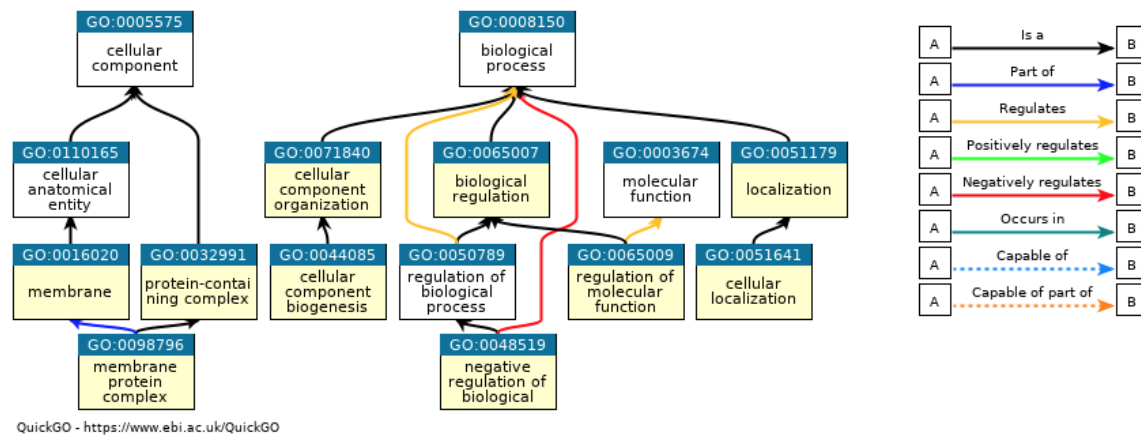 GO:0005575
cellular
component
GO:0008150
biological
process
A
Is a
B
A
Part of
B
A
Regulates
B
A
Positively regulates
B
A
Negatively regulates
B
A
Occurs in
B
A
Capable of
B
A
Capable of part of
B
GO:0110165
cellular
anatomical
entity
GO:0071840
cellular
component
organization
GO:0065007
biological
regulation
GO:0003674
molecular
function
GO:0051179
localization
GO:0016020
membrane
GO:0032991
protein-contai
ning complex
GO:0044085
cellular
component
biogenesis
GO:0050789
regulation of
biological
process
GO:0065009
regulation of
molecular
function
GO:0051641
cellular
localization
GO:0098796
membrane
protein
complex
GO:0048519
negative
regulation of
biological
QuickGO - https://www.ebi.ac.uk/QuickGO